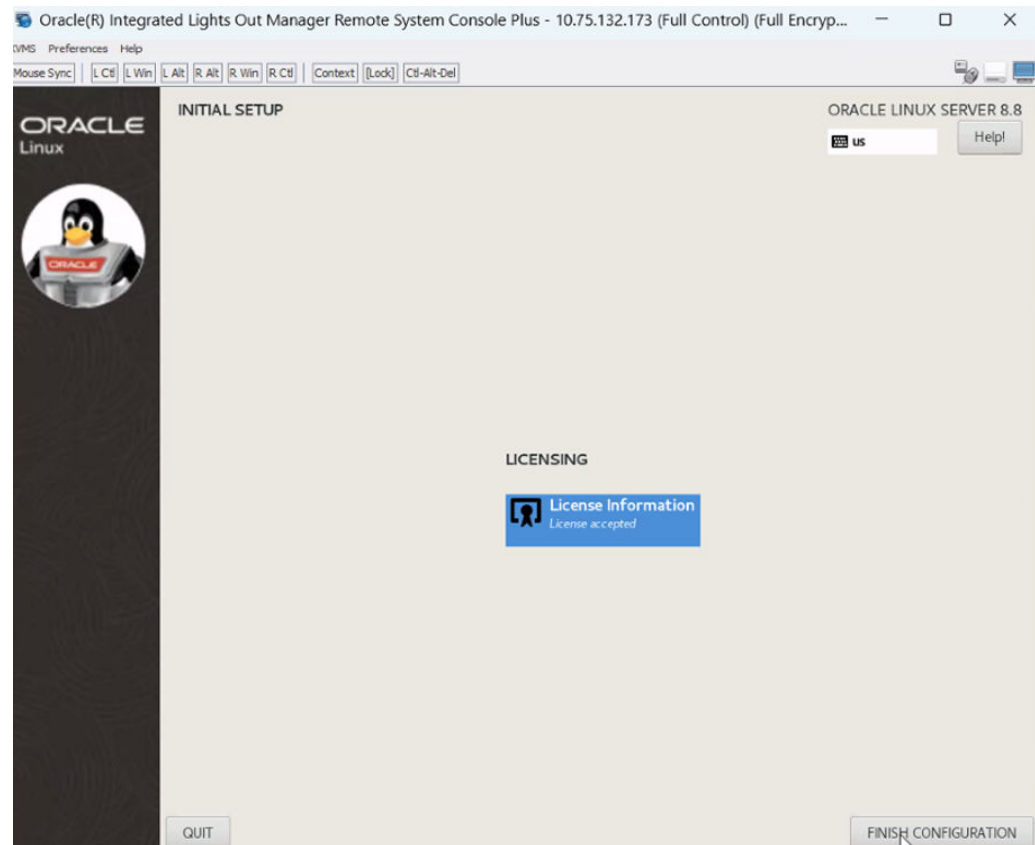 Oracle(R) Integrated Lights Out Manager Remote System Console Plus - 10.75.132.173 (Full Control) (Full Encryp...
KVMS Preferences Help
Mouse Sync L Ctl L Win L Alt R Alt R Win R Ctl Context [Lock] Ctl-Alt-Del
ORACLE
Linux
INITIAL SETUP
ORACLE LINUX SERVER 8.8
us
Help!
ORACLE
LICENSING
License Information
License accepted
QUIT
FINISH CONFIGURATION